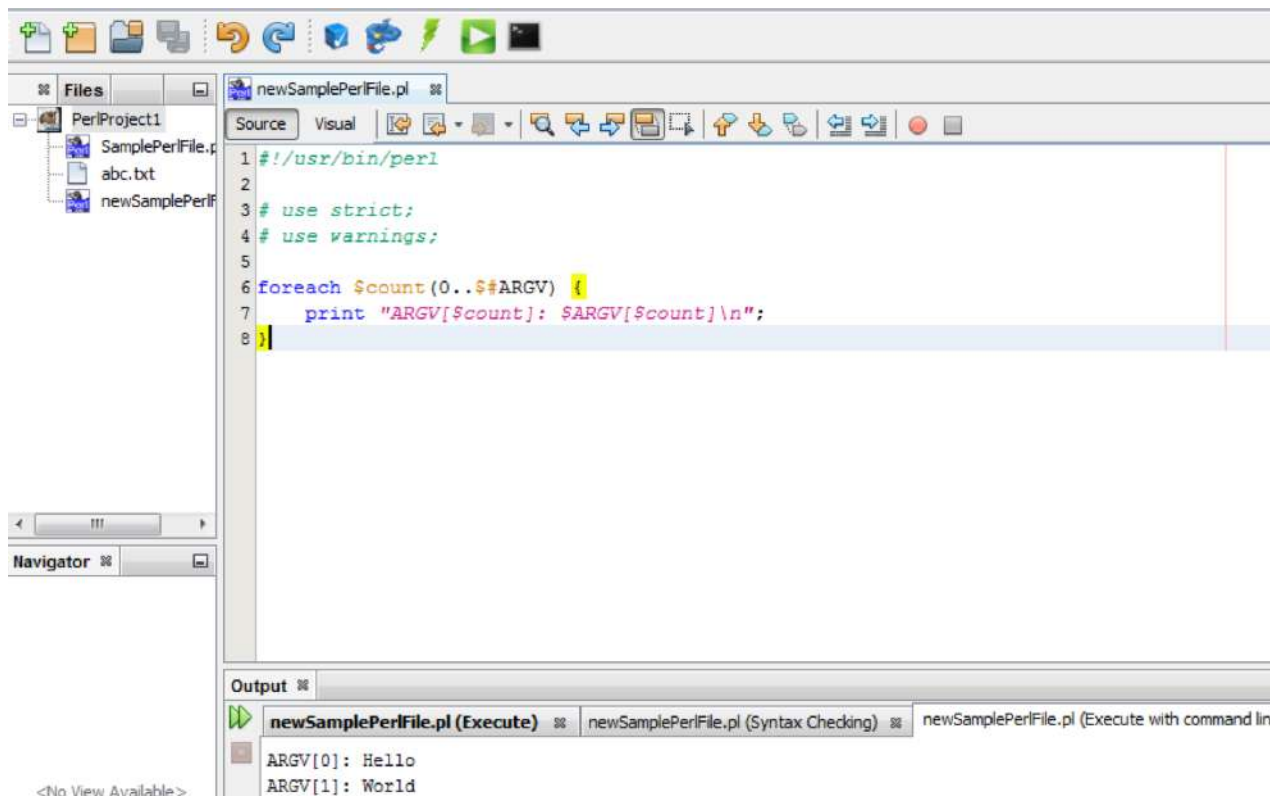 Files
newSamplePerlFile.pl
PerlProject1
SamplePerlFile.p
abc.txt
newSamplePerlF
Source Visual
1 #!/usr/bin/perl
2
3 # use strict;
4 # use warnings;
5
6 foreach $count(0..$#ARGV) {
7 print "ARGV[$count]: $ARGV[$count]\n";
8 }
Navigator
<No View Available>
Output
newSamplePerlFile.pl (Execute) newSamplePerlFile.pl (Syntax Checking) newSamplePerlFile.pl (Execute with command lin
ARGV[0]: Hello
ARGV[1]: World